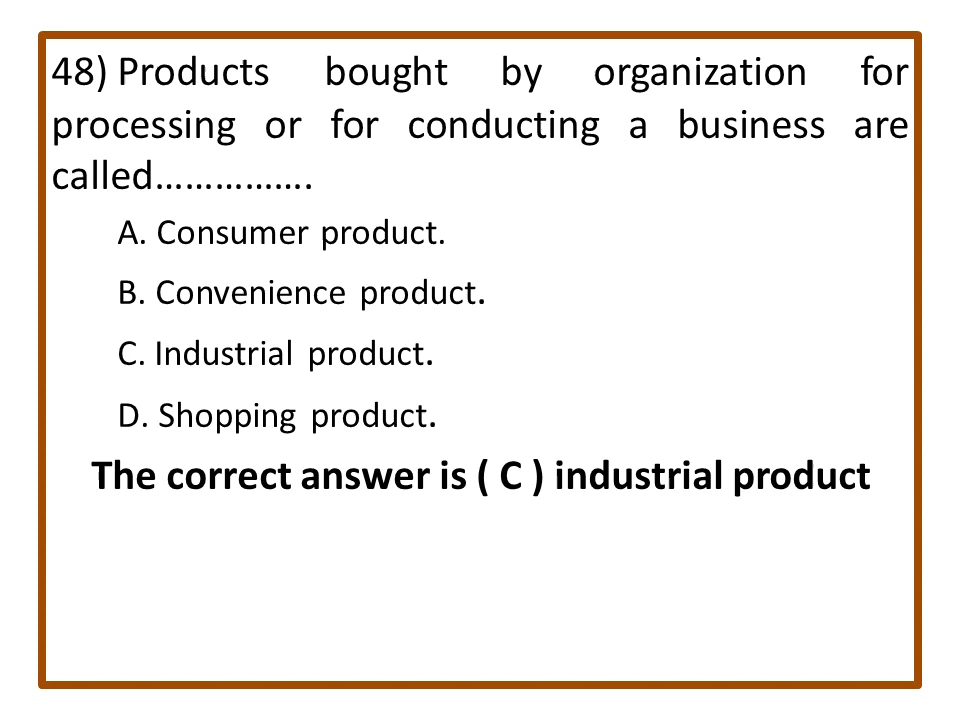 48) Products bought by organization for
processing or for conducting a business are
called…………….
A. Consumer product.
B. Convenience product.
C. Industrial product.
D. Shopping product.
The correct answer is ( C ) industrial product